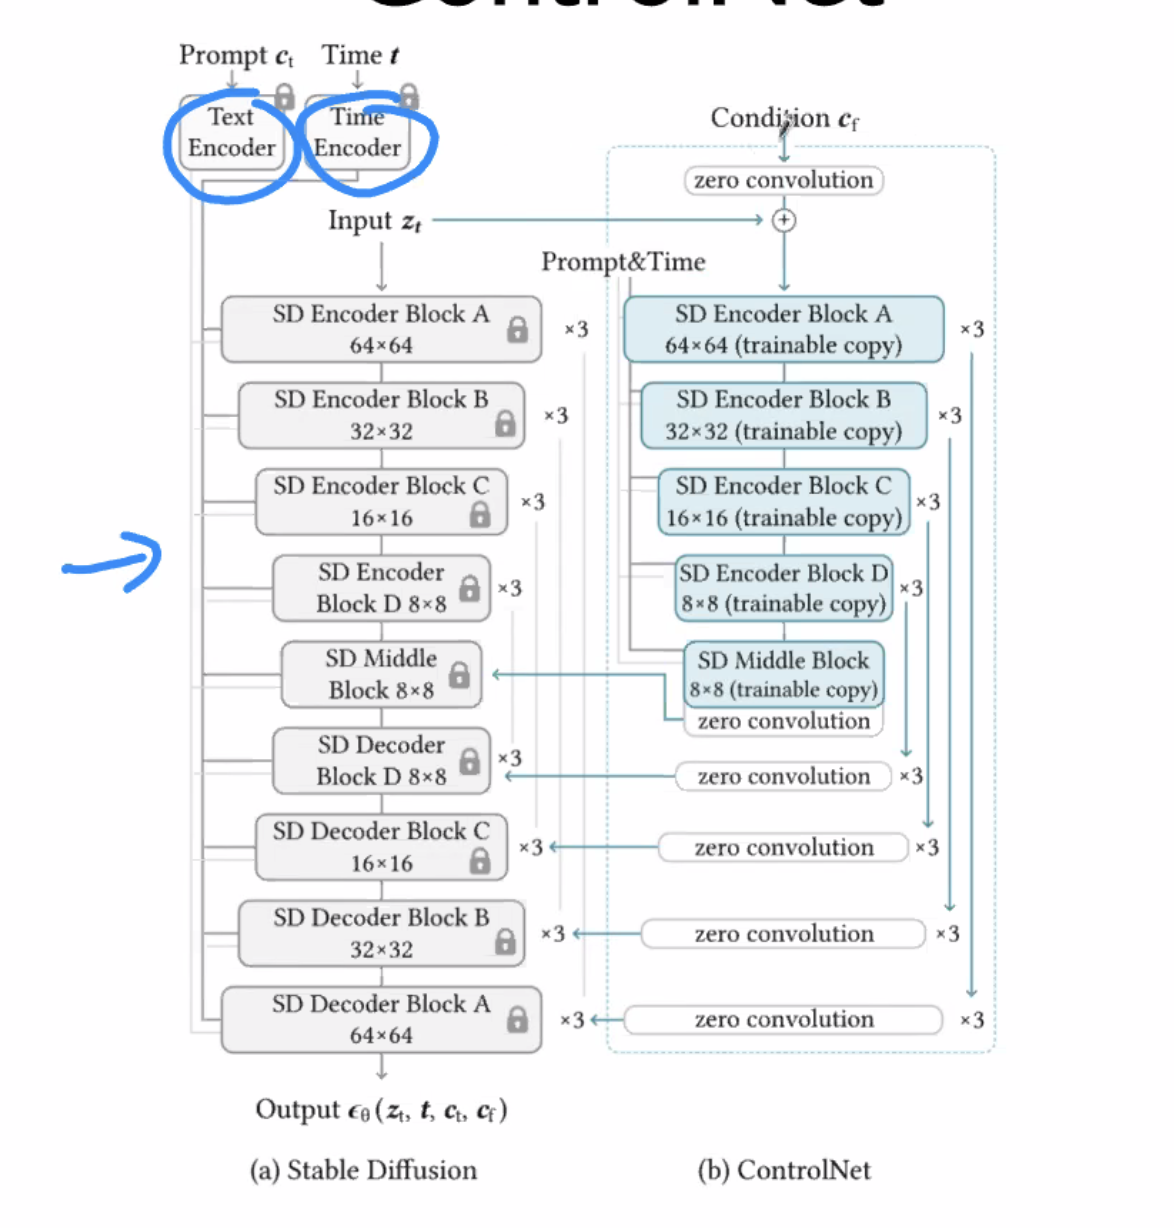 ControlNet
Prompt cₜ
Time t
Text
Encoder
Time
Encoder
Condition c_f
zero convolution
+
Input zₜ
Prompt&Time
SD Encoder Block A
64×64
×3
SD Encoder Block A
64×64 (trainable copy)
×3
SD Encoder Block B
32×32
×3
SD Encoder Block B
32×32 (trainable copy)
×3
SD Encoder Block C
16×16
×3
SD Encoder Block C
16×16 (trainable copy)
×3
SD Encoder
Block D 8×8
×3
SD Encoder Block D
8×8 (trainable copy)
×3
SD Middle
Block 8×8
SD Middle Block
8×8 (trainable copy)
zero convolution
SD Decoder
Block D 8×8
×3
zero convolution
×3
SD Decoder Block C
16×16
×3
zero convolution
×3
SD Decoder Block B
32×32
×3
zero convolution
×3
SD Decoder Block A
64×64
×3
zero convolution
×3
Output ϵ_θ(zₜ, t, cₜ, c_f)
(a) Stable Diffusion
(b) ControlNet